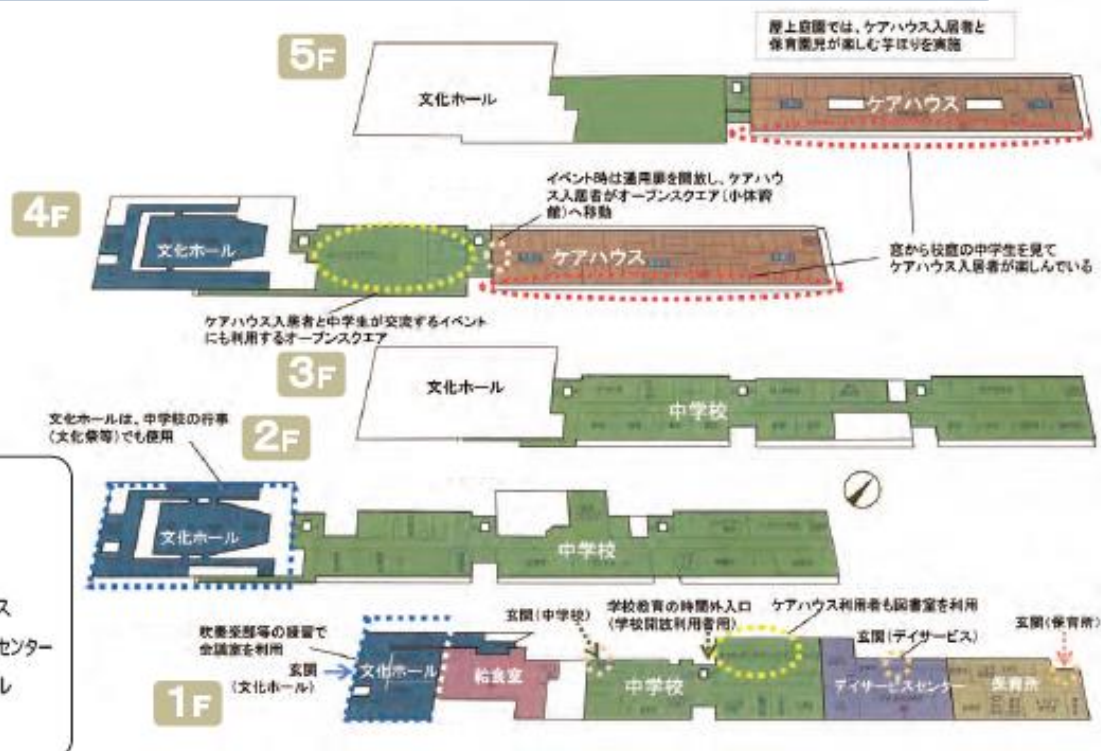 屋上庭園では、ケアハウス入居者と
保育園児が楽しむ芋ほりを実施
5F
文化ホール
ケアハウス
イベント時は通用扉を開放し、ケアハウ
ス入居者がオープンスクエア(小体育
館)へ移動
4F
文化ホール
ケアハウス
窓から校庭の中学生を見て
ケアハウス入居者が楽しんでいる
ケアハウス入居者と中学生が交流するイベント
にも利用するオープンスクエア
3F
文化ホール
中学校
文化ホールは、中学校の行事
(文化祭等)でも使用
2F
文化ホール
中学校
ス
センター
ル
吹奏楽部等の練習で
会議室を利用
玄関
(文化ホール)
玄関(中学校)
学校教育の時間外入口
(学校開放利用者用)
ケアハウス利用者も図書室を利用
玄関(デイサービス)
玄関(保育所)
1F
文化ホール
給食室
中学校
デイサービスセンター
保育所